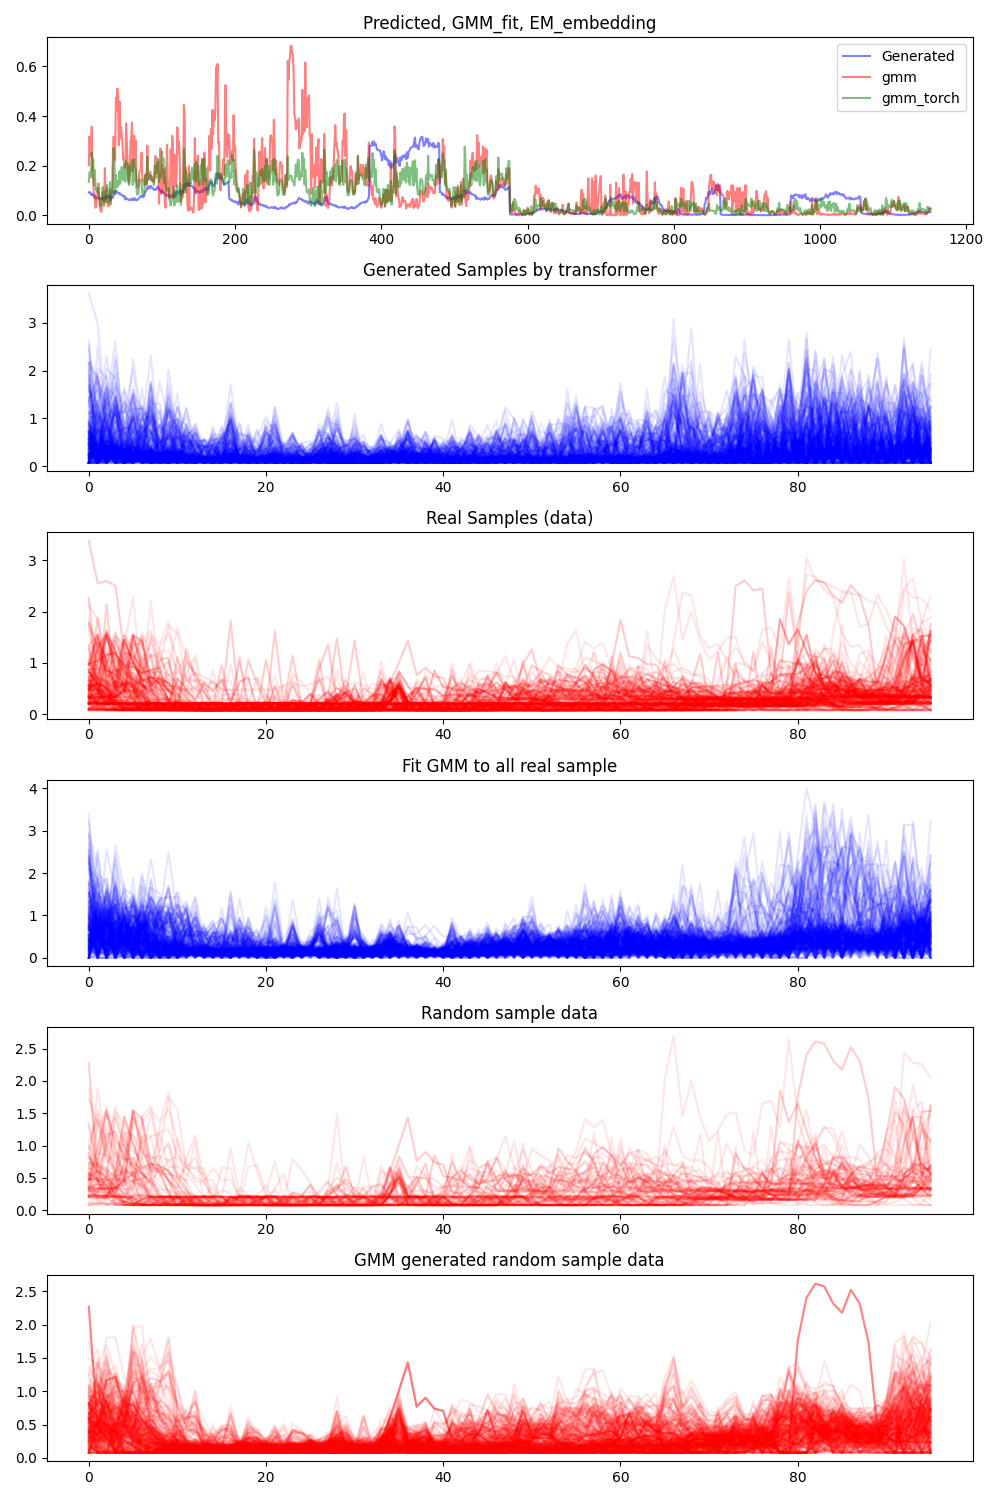 Predicted, GMM_fit, EM_embedding
0.6
0.4
0.2
0.0
Generated
gmm
gmm_torch
0 200 400 600 800 1000 1200
Generated Samples by transformer
3
2
1
0
0 20 40 60 80
Real Samples (data)
3
2
1
0
0 20 40 60 80
Fit GMM to all real sample
4
3
2
1
0
0 20 40 60 80
Random sample data
2.5
2.0
1.5
1.0
0.5
0.0
0 20 40 60 80
GMM generated random sample data
2.5
2.0
1.5
1.0
0.5
0.0
0 20 40 60 80